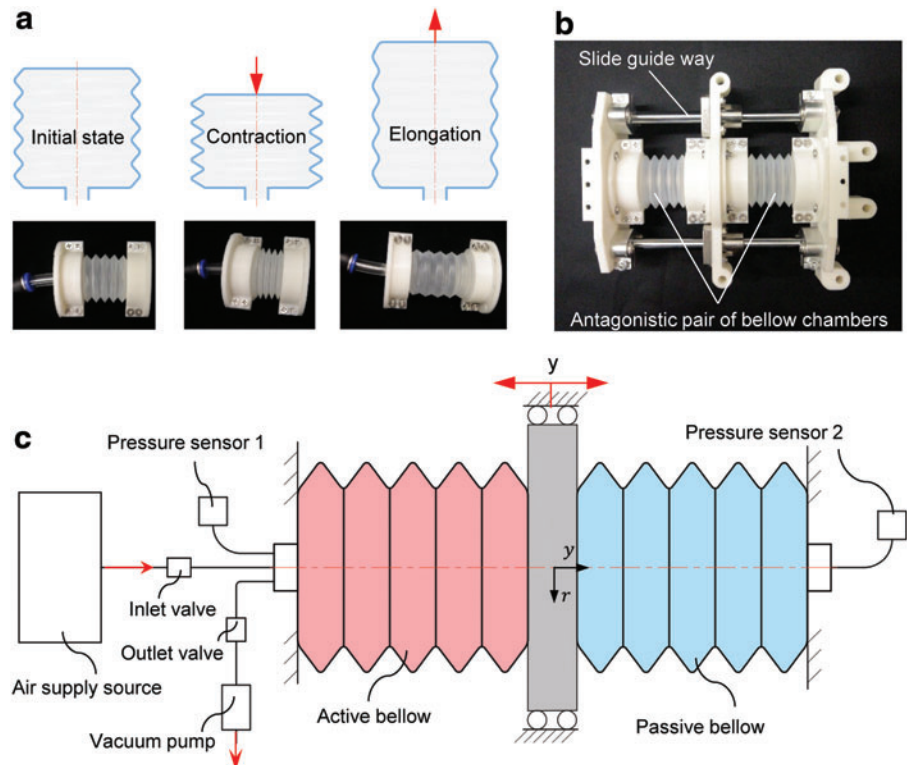 a
Initial state
Contraction
Elongation
b
Slide guide way
Antagonistic pair of bellow chambers
c
y
Pressure sensor 1
Pressure sensor 2
y
r
Inlet valve
Outlet valve
Air supply source
Vacuum pump
Active bellow
Passive bellow